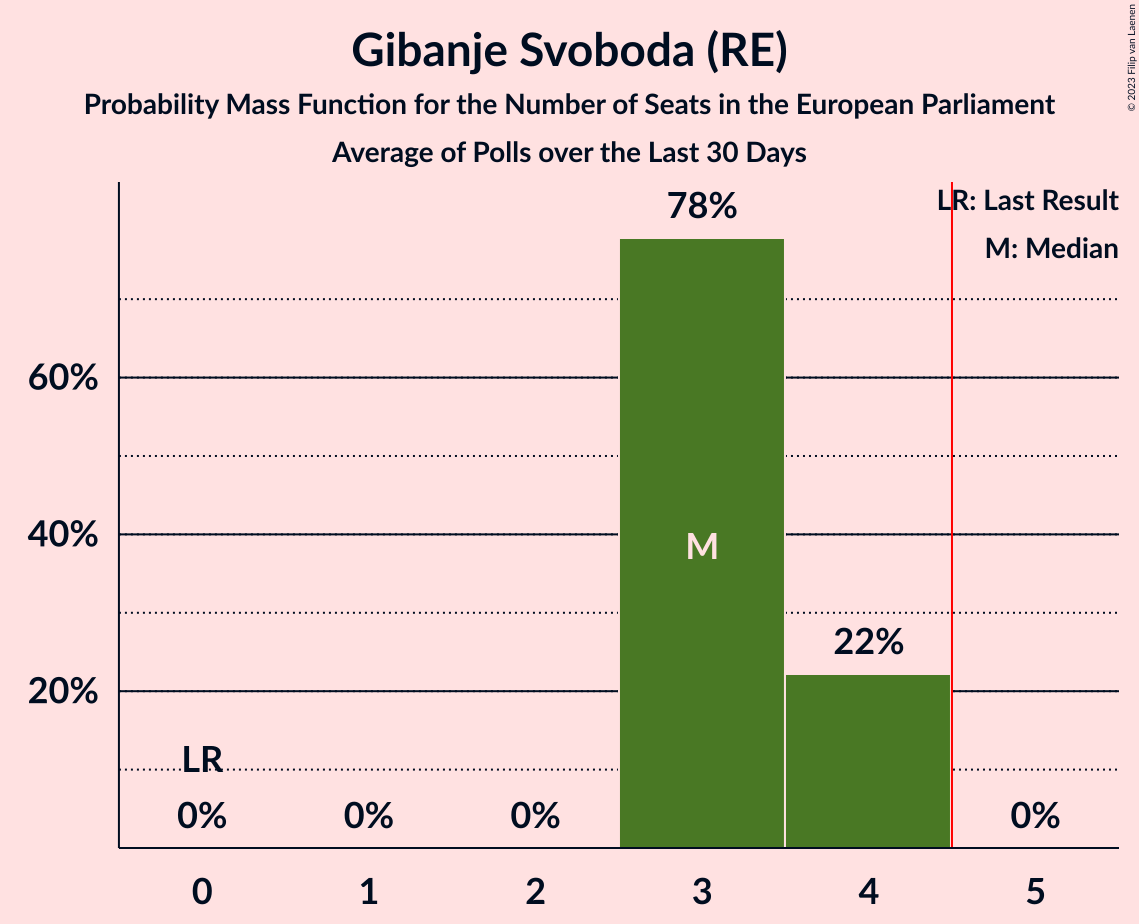 Gibanje Svoboda (RE)
Probability Mass Function for the Number of Seats in the European Parliament
Average of Polls over the Last 30 Days
© 2023 Filip van Laenen
LR: Last Result
M: Median
78%
60%
40%
M
22%
20%
LR
0%
0%
0%
0%
0
1
2
3
4
5